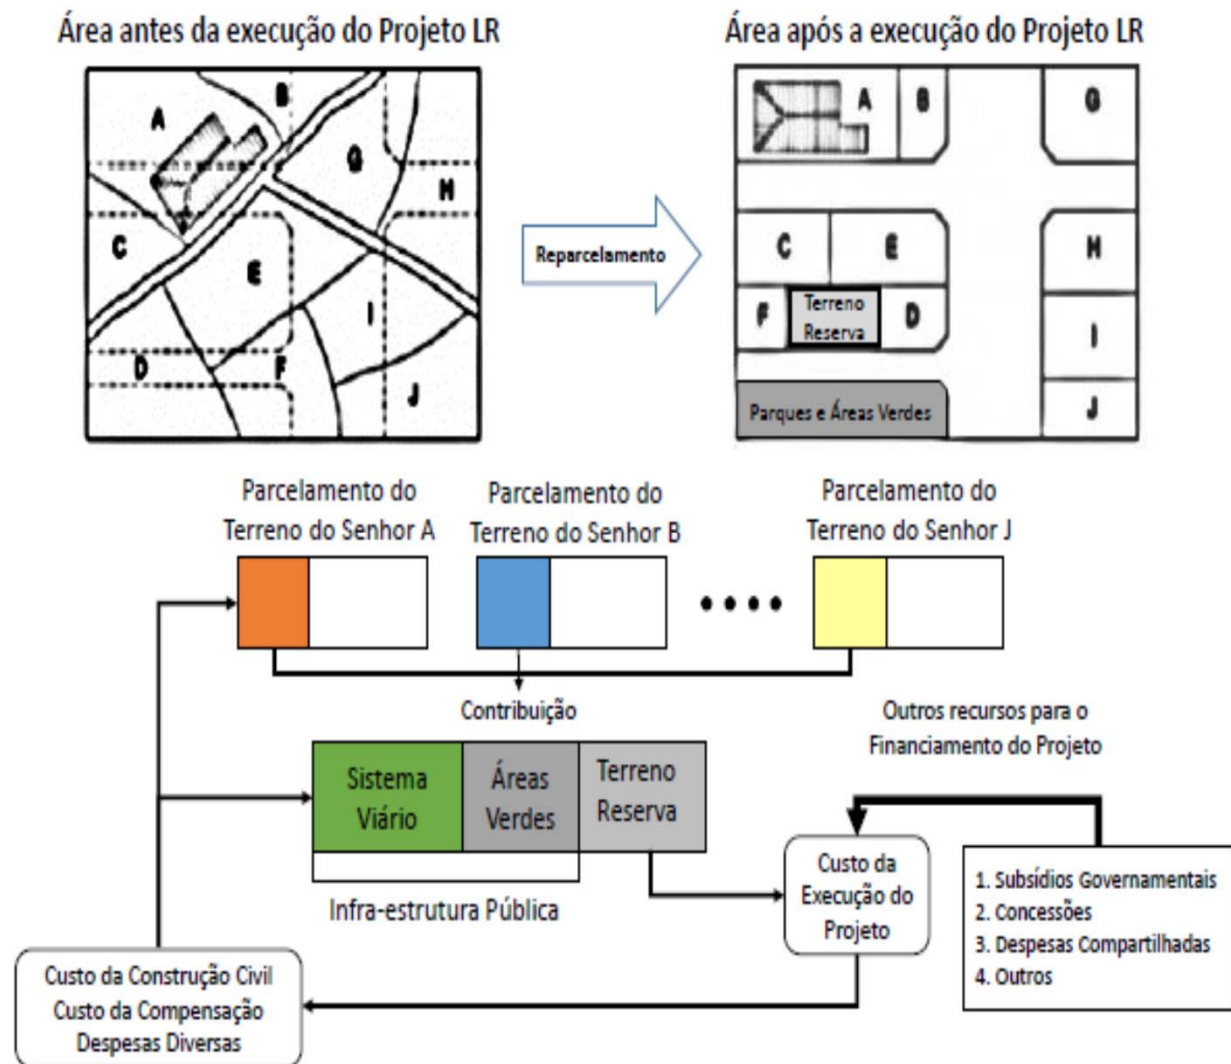 Área antes da execução do Projeto LR
Área após a execução do Projeto LR
A
B
G
H
C
E
I
D
F
J
Reparcelamento
A
B
G
C
E
H
F
Terreno
Reserva
D
I
Parques e Áreas Verdes
J
Parcelamento do
Terreno do Senhor A
Parcelamento do
Terreno do Senhor B
Parcelamento do
Terreno do Senhor J
Contribuição
Outros recursos para o
Financiamento do Projeto
Sistema
Viário
Áreas
Verdes
Terreno
Reserva
Infra-estrutura Pública
Custo da
Execução do
Projeto
1. Subsídios Governamentais
2. Concessões
3. Despesas Compartilhadas
4. Outros
Custo da Construção Civil
Custo da Compensação
Despesas Diversas